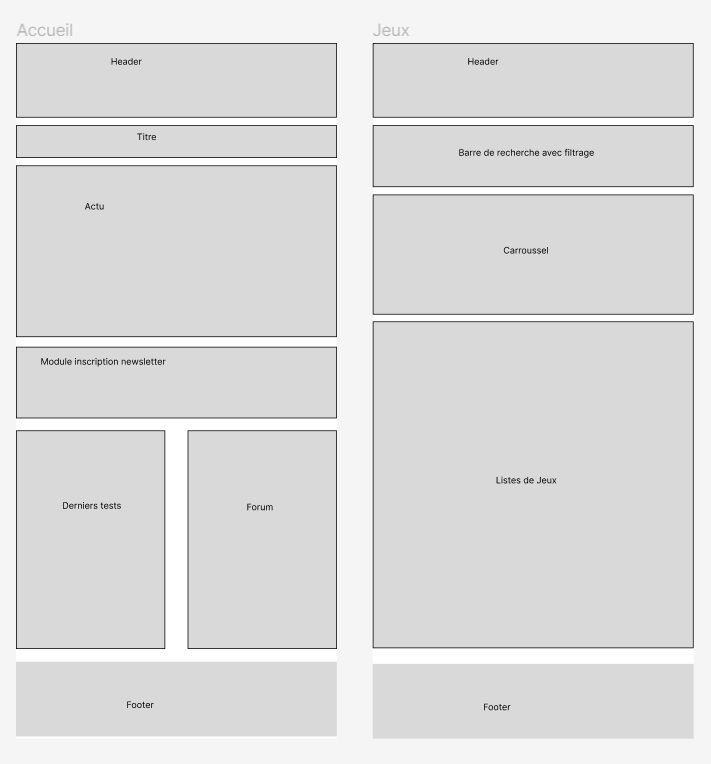 Accueil
Header
Titre
Actu
Module inscription newsletter
Derniers tests
Forum
Footer
Jeux
Header
Barre de recherche avec filtrage
Carroussel
Listes de Jeux
Footer